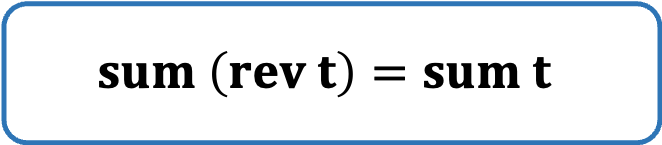 sum (rev t) = sum t